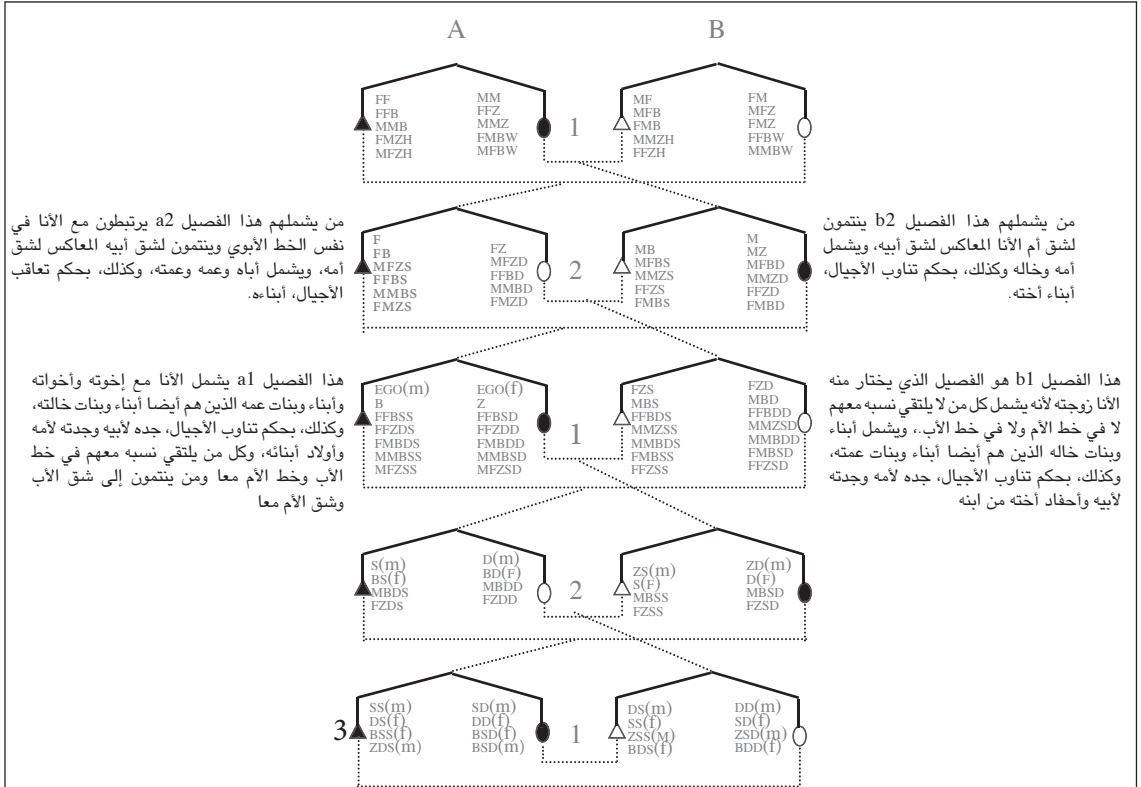 A B
FF
FFB
MMB
FMZH
MFZH
MM
FFZ
MMZ
FMBW
MFBW
1
MF
MFB
FMB
MMZH
FFZH
FM
MFZ
FMZ
FFBW
MMBW
من يشملهم هذا الفصيل a2 يرتبطون مع الأنا في
نفس الخط الأبوي وينتمون لشق أبيه المعاكس لشق
أمه، ويشمل أباه وعمه وعمته، وكذلك، بحكم تعاقب
الأجيال، أبناءه.
F
FB
MFZS
FFBS
MMBS
FMZS
FZ
MFZD
FFBD
MMBD
FMZD
2
MB
MFBS
MMZS
FFZS
FMBS
M
MZ
MFBD
MMZD
FFZD
FMBD
من يشملهم هذا الفصيل b2 ينتمون
لشق أم الأنا المعاكس لشق أبيه، ويشمل
أمه وخاله وكذلك، بحكم تناوب الأجيال،
أبناء أخته.
هذا الفصيل a1 يشمل الأنا مع إخوته وأخواته
وأبناء وبنات عمه الذين هم أيضا أبناء وبنات خالته،
وكذلك، بحكم تناوب الأجيال، جده لأبيه وجدته لأمه
وأولاد أبنائه، وكل من يلتقي نسبه معهم في خط
الأب وخط الأم معا ومن ينتمون إلى شق الأب
وشق الأم معا
EGO(m)
B
FFBSS
FFZDS
FMBDS
MMBSS
MFZSS
EGO(f)
Z
FFBSD
FFZDD
FMBDD
MMBSD
MFZSD
1
FZS
MBS
FFBDS
MMZSS
MMBDS
FMBSS
FFZSS
FZD
MBD
FFBDD
MMZSD
MMBDD
FMBSD
FFZSD
هذا الفصيل b1 هو الفصيل الذي يختار منه
الأنا زوجته لأنه يشمل كل من لا يلتقي نسبه معهم
لا في خط الأم ولا في خط الأب.، ويشمل أبناء
وبنات خاله الذين هم أيضا أبناء وبنات عمته،
وكذلك، بحكم تناوب الأجيال، جده لأمه وجدته
لأبيه وأحفاد أخته من ابنه
S(m)
BS(f)
MBDS
FZDS
D(m)
BD(F)
MBDD
FZDD
2
ZS(m)
S(F)
MBSS
FZSS
ZD(m)
D(F)
MBSD
FZSD
3
SS(m)
DS(f)
BSS(f)
ZDS(m)
SD(m)
DD(f)
BSD(f)
BSD(m)
1
DS(m)
SS(f)
ZSS(M)
BDS(f)
DD(m)
SD(f)
ZSD(m)
BDD(f)